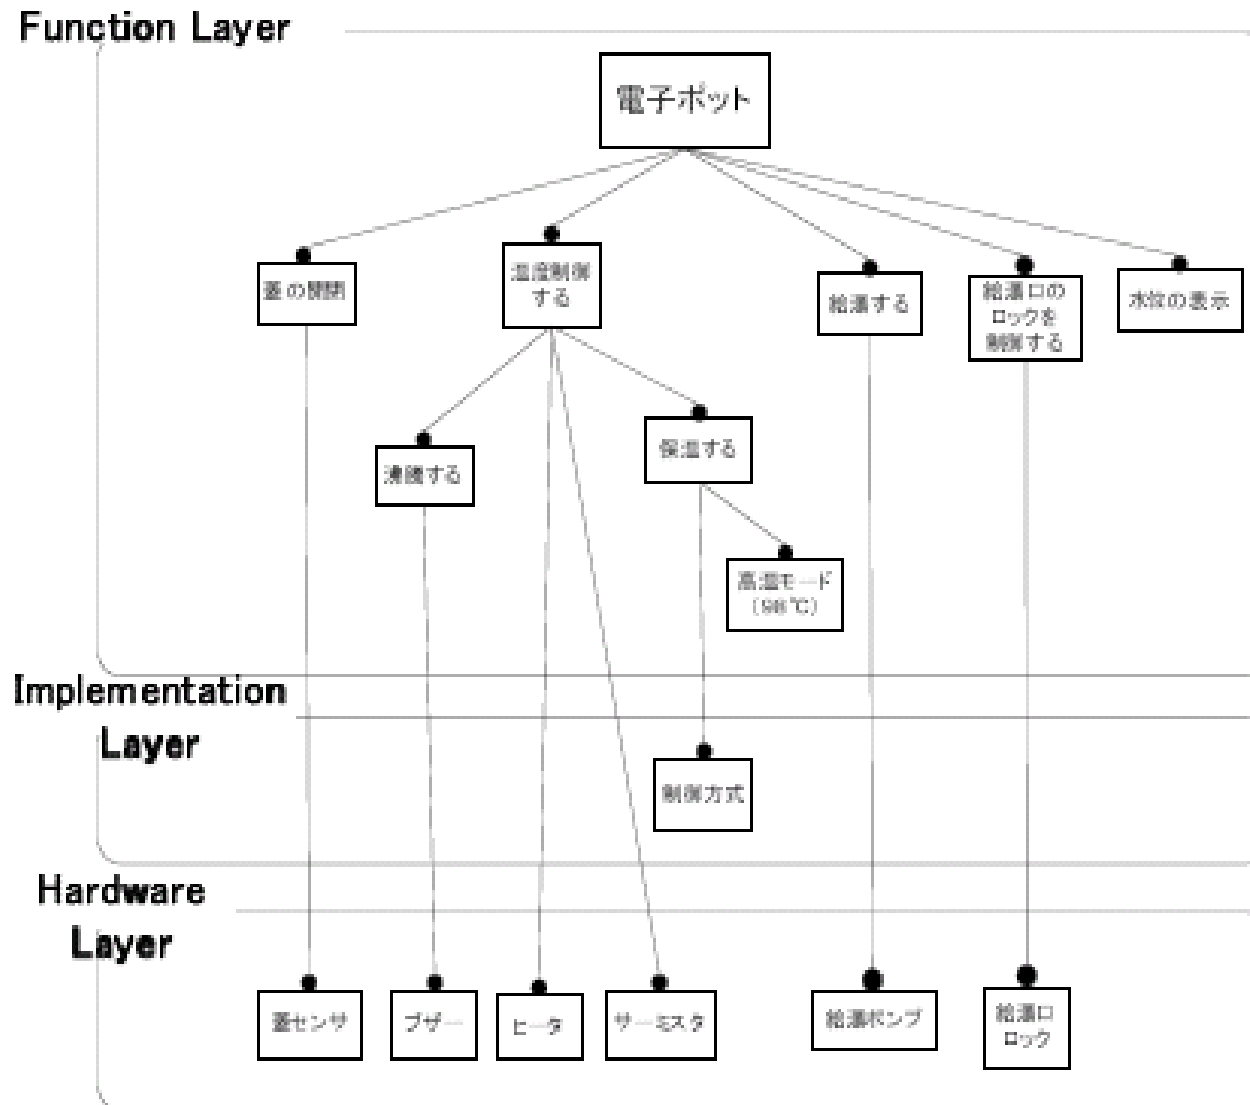 Function Layer
電子ポット
蓋の開閉
温度制御
する
給湯する
給湯口の
ロックを
制御する
水位の表示
沸騰する
保温する
高温モード
(98℃)
Implementation
Layer
制御方式
Hardware
Layer
蓋センサ
ブザー
ヒータ
サーミスタ
給湯ポンプ
給湯口
ロック